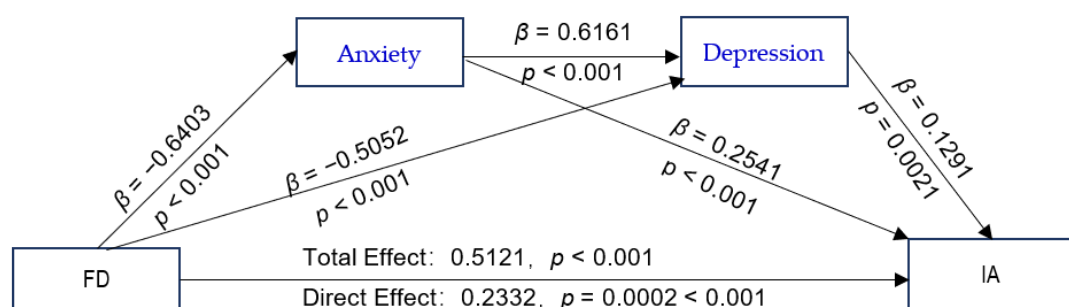 Anxiety
β = 0.6161
p < 0.001
Depression
β = −0.6403
p < 0.001
β = −0.5052
p < 0.001
β = 0.2541
p < 0.001
β = 0.1291
p = 0.0021
FD
Total Effect: 0.5121, p < 0.001
Direct Effect: 0.2332, p = 0.0002 < 0.001
IA